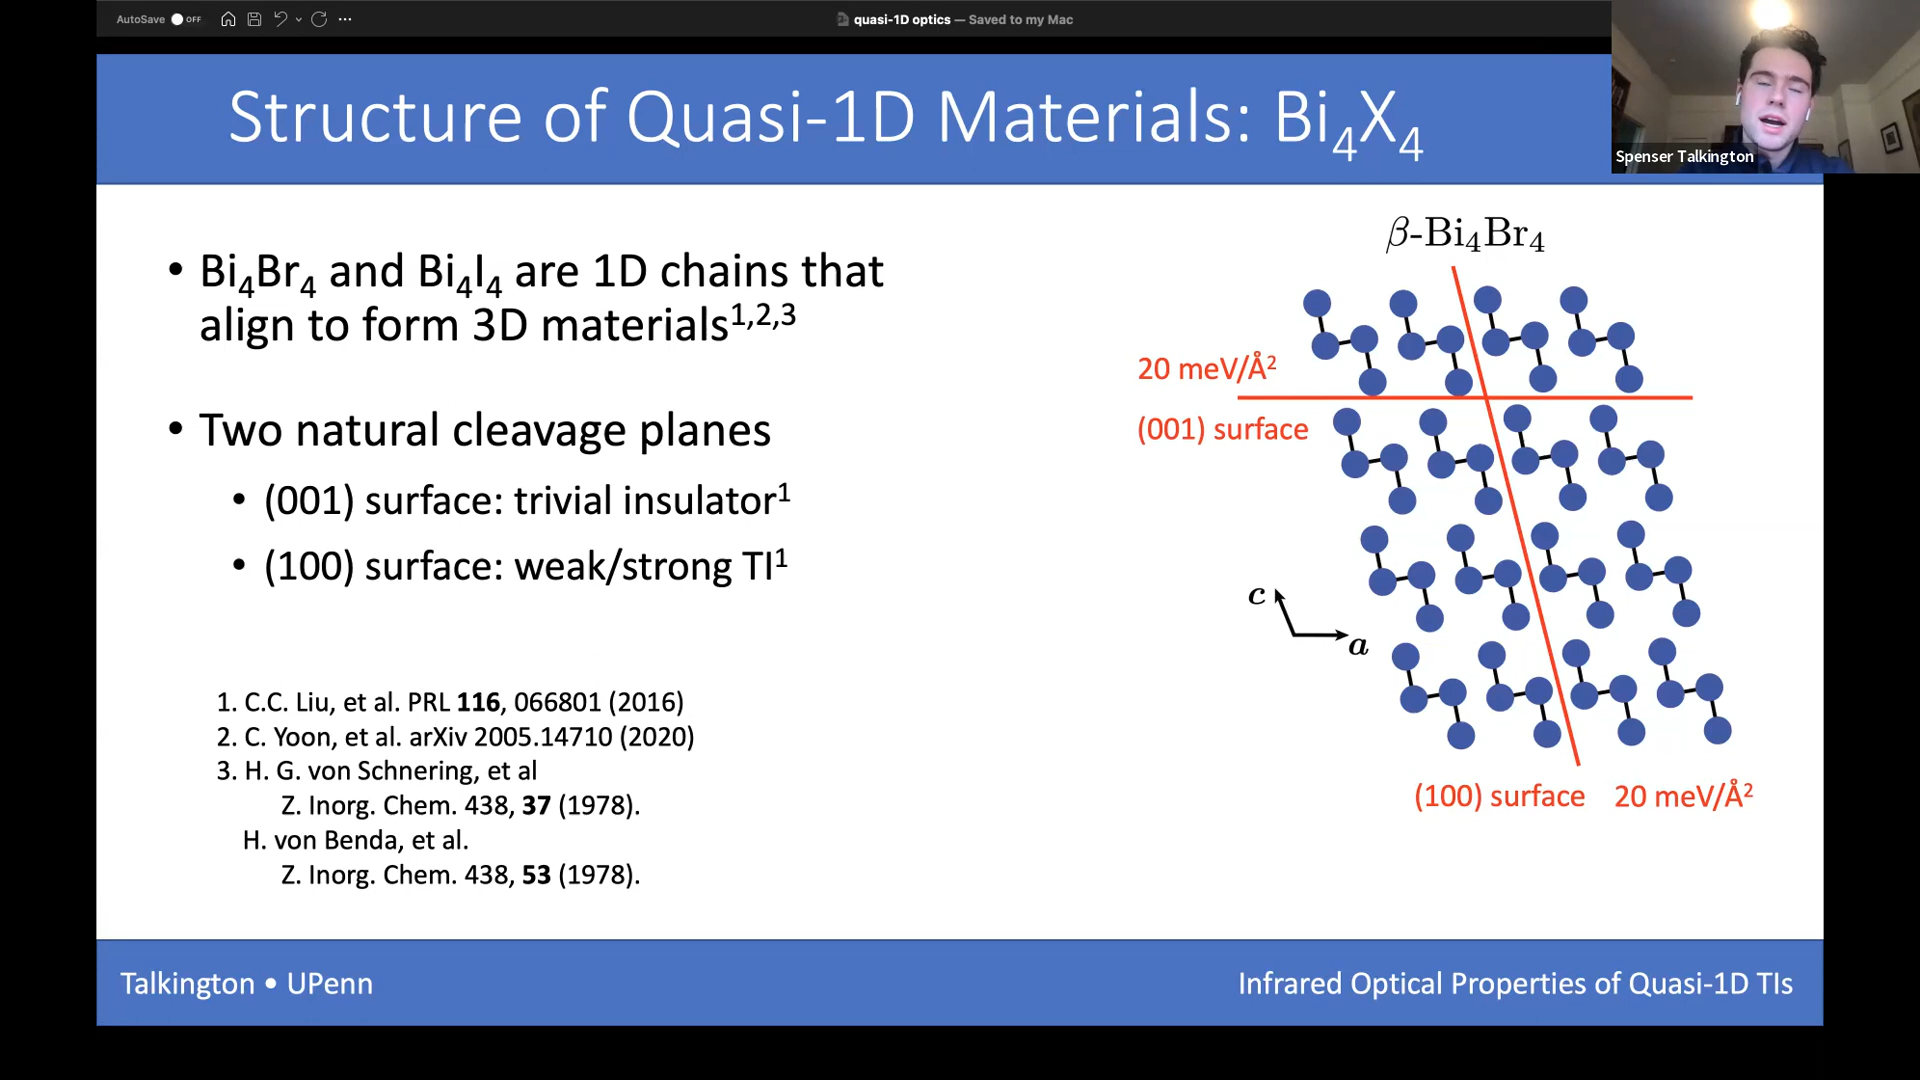 AutoSave OFF
quasi-1D optics — Saved to my Mac
Structure of Quasi-1D Materials: Bi₄X₄
Spenser Talkington
• Bi₄Br₄ and Bi₄I₄ are 1D chains that
align to form 3D materials¹,²,³
• Two natural cleavage planes
• (001) surface: trivial insulator¹
• (100) surface: weak/strong TI¹
1. C.C. Liu, et al. PRL 116, 066801 (2016)
2. C. Yoon, et al. arXiv 2005.14710 (2020)
3. H. G. von Schnering, et al
Z. Inorg. Chem. 438, 37 (1978).
H. von Benda, et al.
Z. Inorg. Chem. 438, 53 (1978).
β-Bi₄Br₄
20 meV/Å²
(001) surface
c
a
(100) surface 20 meV/Å²
Talkington • UPenn
Infrared Optical Properties of Quasi-1D TIs